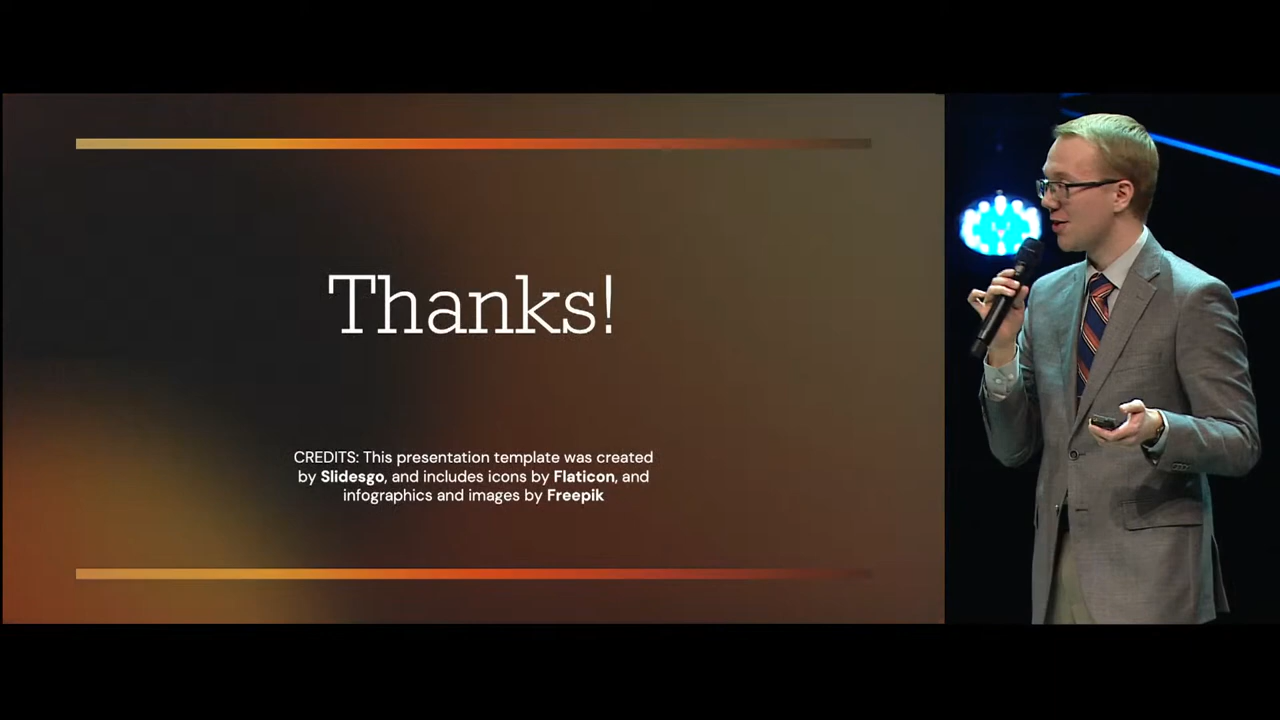 Thanks!
CREDITS: This presentation template was created
by Slidesgo, and includes icons by Flaticon, and
infographics and images by Freepik